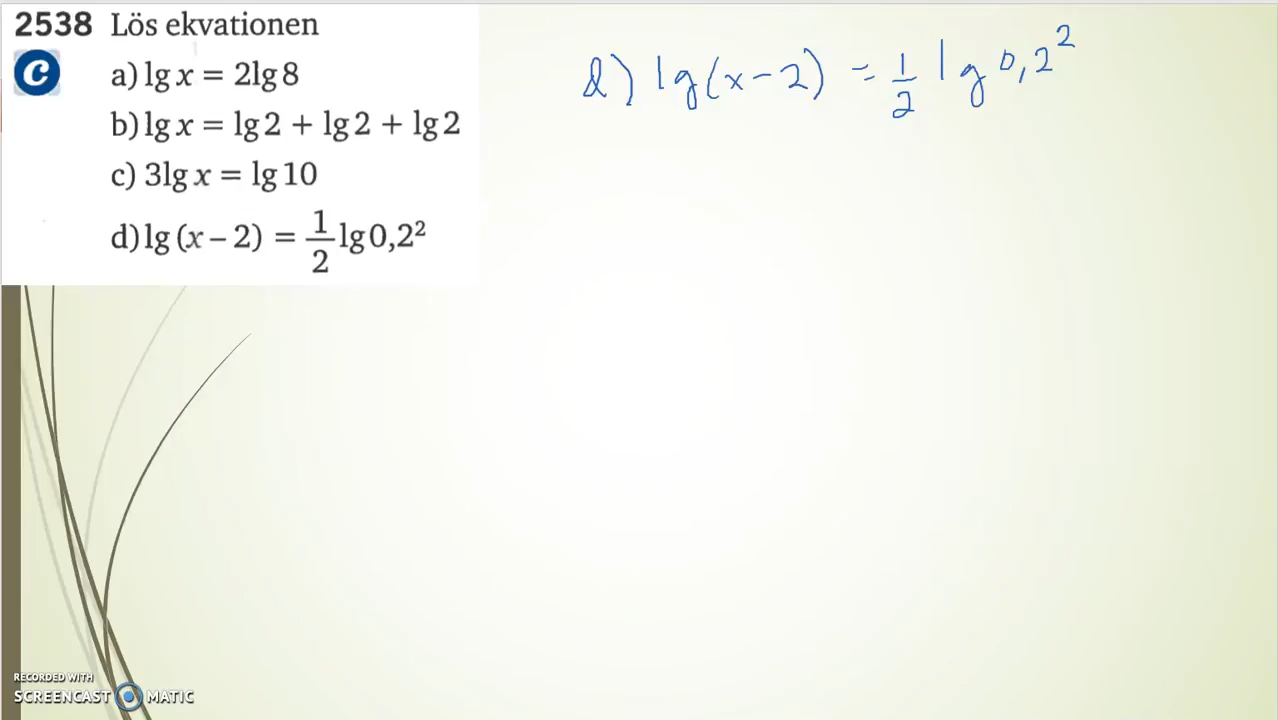 2538 Lös ekvationen
C
a) lg x = 2lg 8
b) lg x = lg 2 + lg 2 + lg 2
c) 3lg x = lg 10
d) lg (x – 2) = 1/2 lg 0,2²
d) lg(x-2) = 1/2 lg 0,2²
RECORDED WITH
SCREENCAST MATIC